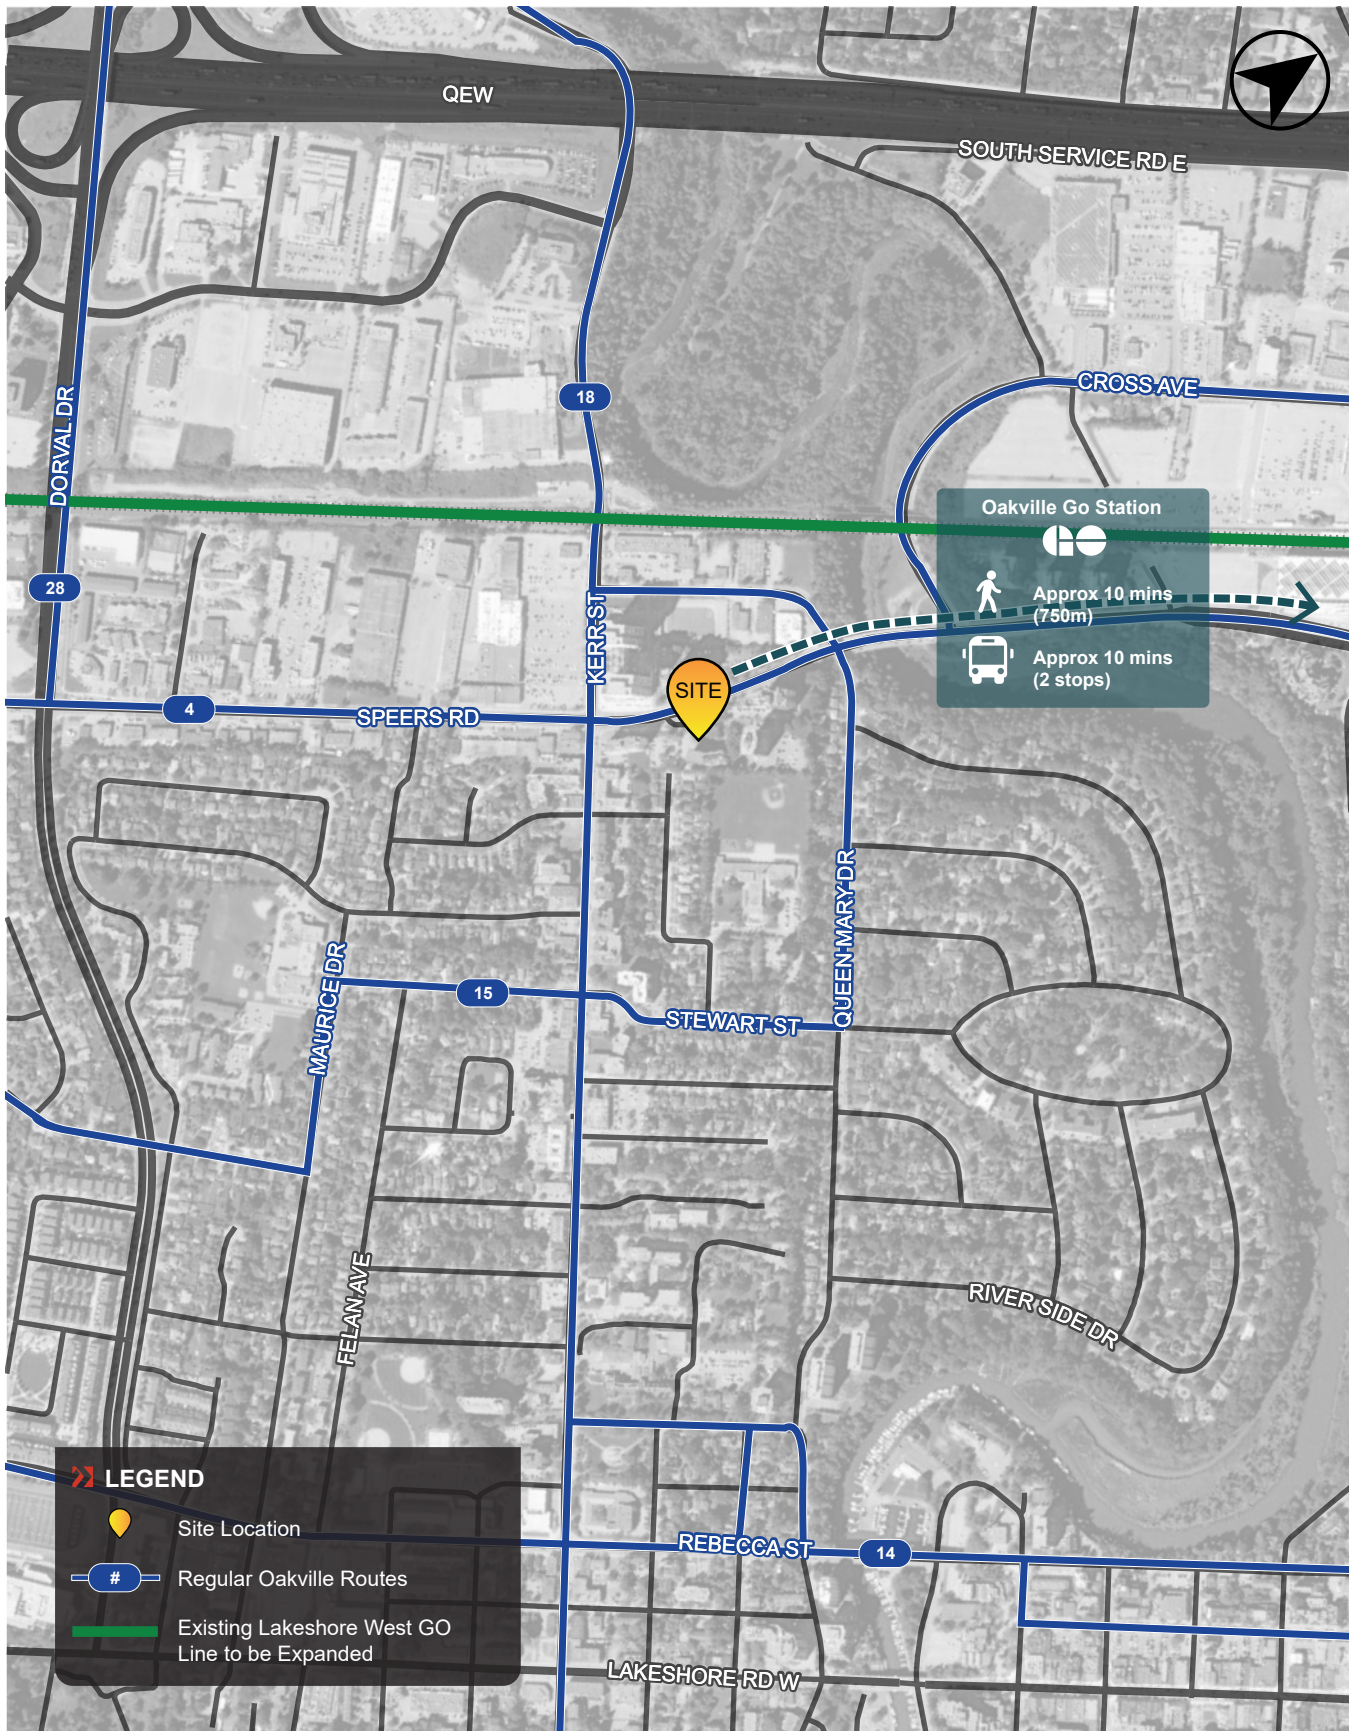 QEW
SOUTH SERVICE RD E
CROSS AVE
18
DORVAL DR
Oakville Go Station
28
Approx 10 mins
(750m)
KERR ST
Approx 10 mins
(2 stops)
SITE
4
SPEERS RD
QUEEN MARY DR
MAURICE DR
15
STEWART ST
FELAN AVE
RIVER SIDE DR
LEGEND
Site Location
# Regular Oakville Routes
Existing Lakeshore West GO
Line to be Expanded
REBECCA ST
14
LAKESHORE RD W